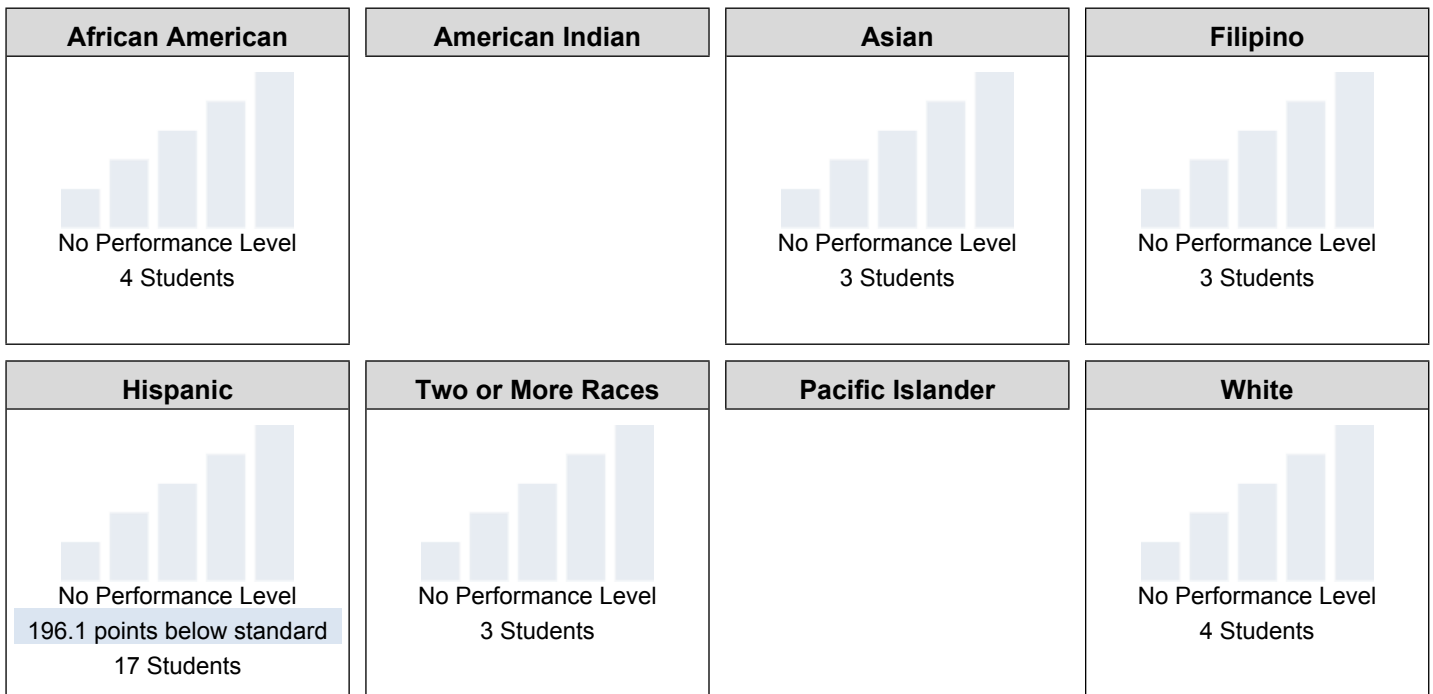 African American
No Performance Level
4 Students
American Indian
Asian
No Performance Level
3 Students
Filipino
No Performance Level
3 Students
Hispanic
No Performance Level
196.1 points below standard
17 Students
Two or More Races
No Performance Level
3 Students
Pacific Islander
White
No Performance Level
4 Students